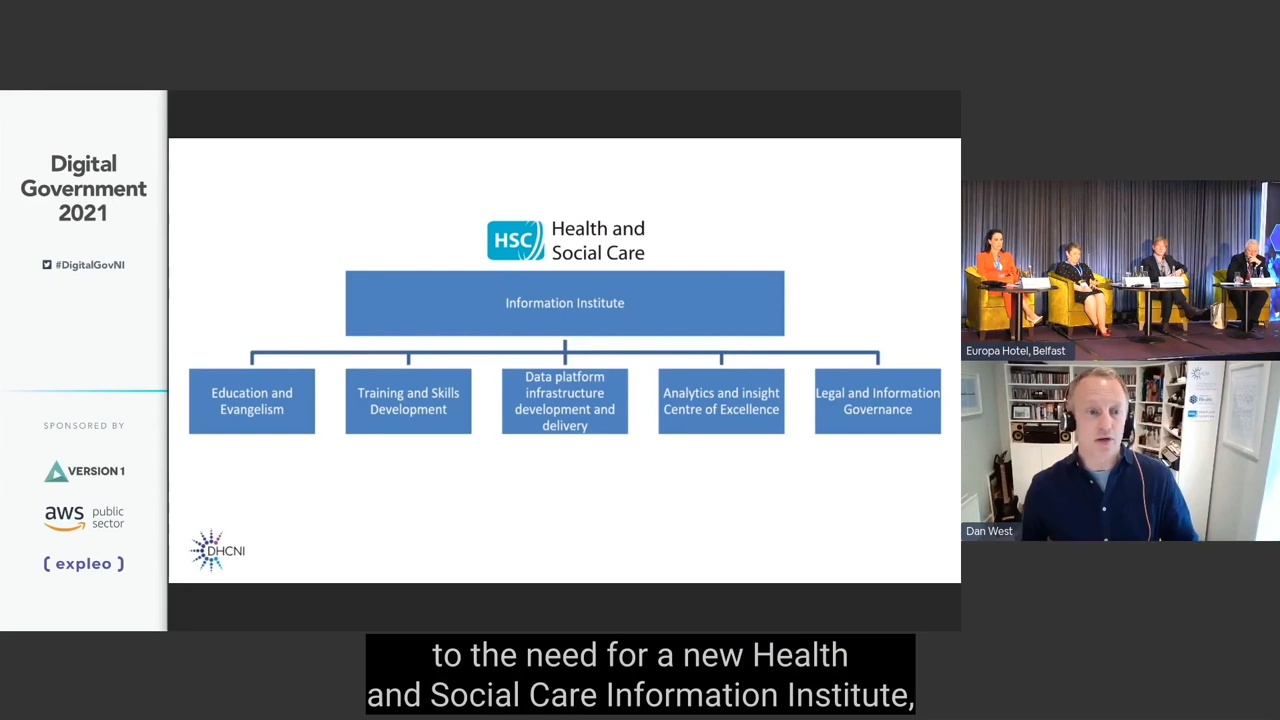 Digital
Government
2021
#DigitalGovNI
SPONSORED BY
VERSION 1
aws public
sector
( expleo )
HSC Health and
Social Care
Information Institute
Education and
Evangelism
Training and Skills
Development
Data platform
infrastructure
development and
delivery
Analytics and insight
Centre of Excellence
Legal and Information
Governance
DHCNI
Europa Hotel, Belfast
Dan West
to the need for a new Health
and Social Care Information Institute,